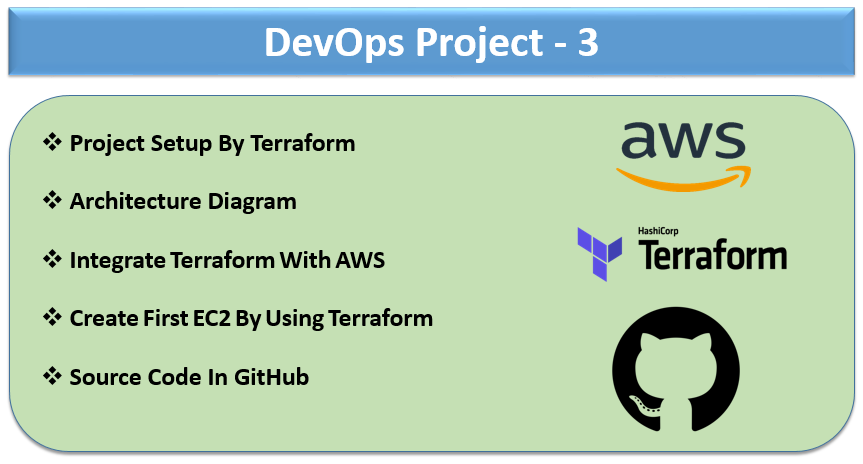 DevOps Project - 3
Project Setup By Terraform
Architecture Diagram
Integrate Terraform With AWS
Create First EC2 By Using Terraform
Source Code In GitHub
aws
HashiCorp
Terraform